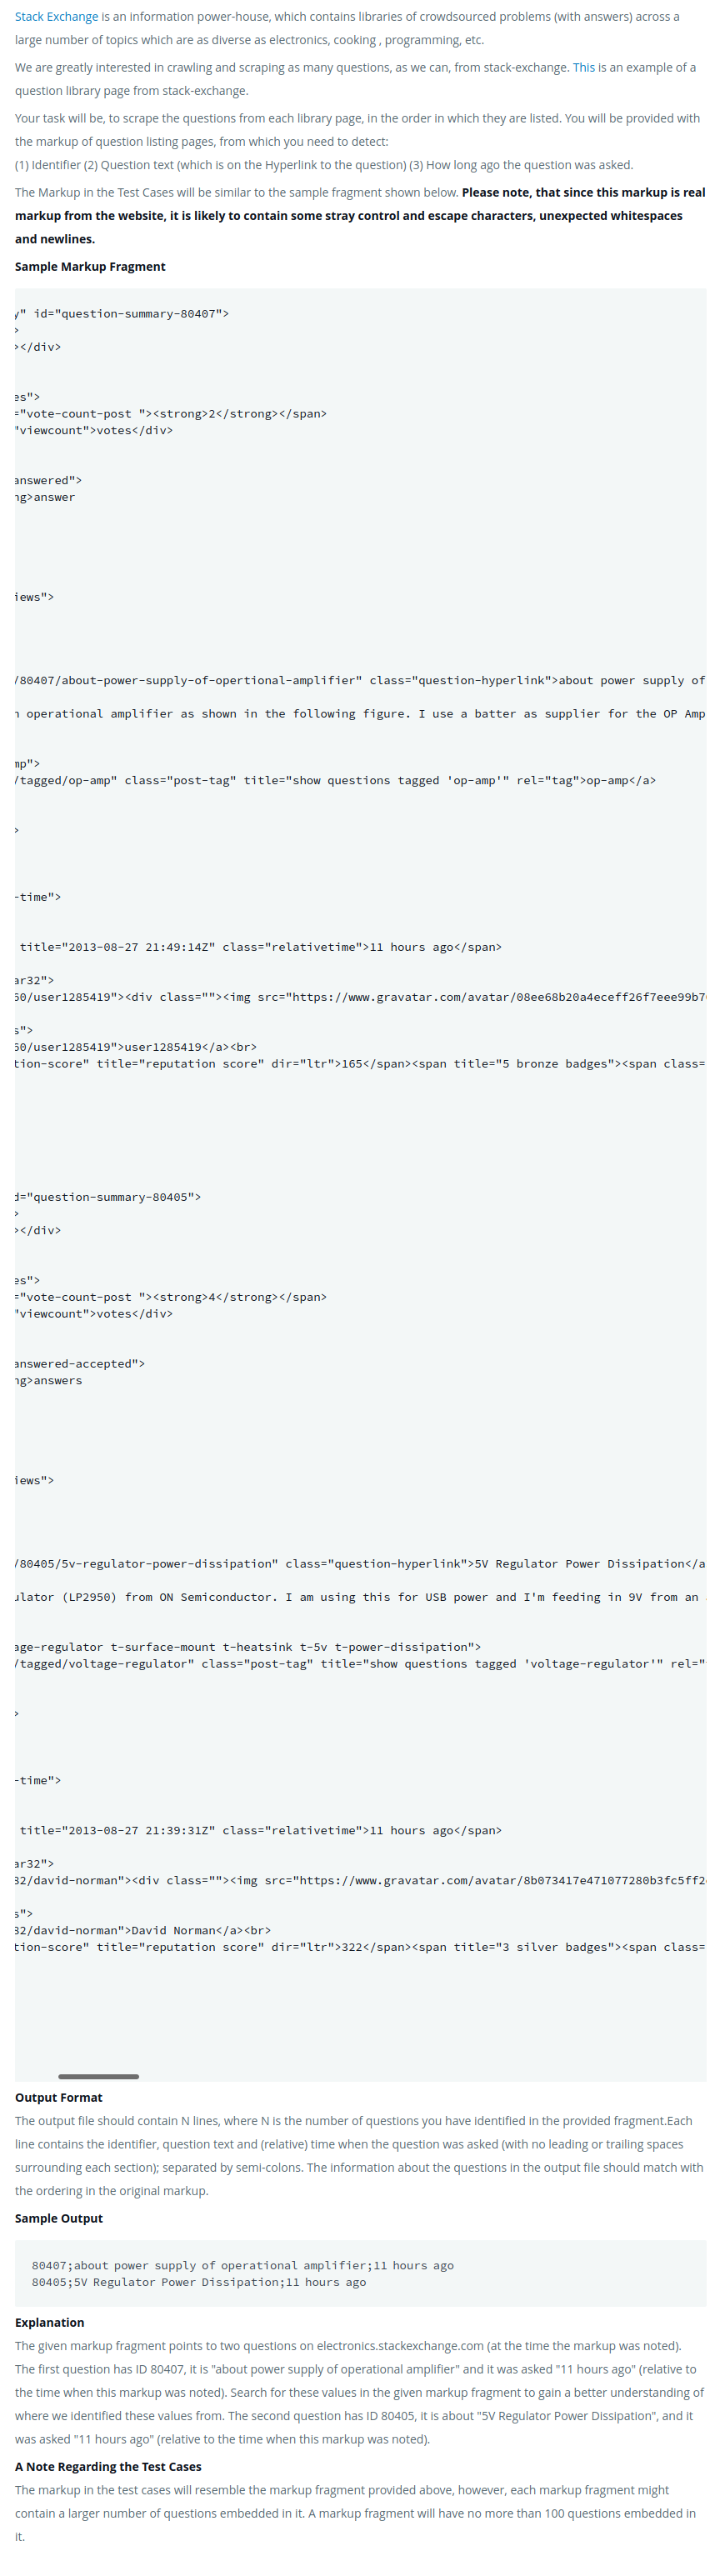 Stack Exchange is an information power-house, which contains libraries of crowdsourced problems (with answers) across a
large number of topics which are as diverse as electronics, cooking , programming, etc.
We are greatly interested in crawling and scraping as many questions, as we can, from stack-exchange. This is an example of a
question library page from stack-exchange.
Your task will be, to scrape the questions from each library page, in the order in which they are listed. You will be provided with
the markup of question listing pages, from which you need to detect:
(1) Identifier (2) Question text (which is on the Hyperlink to the question) (3) How long ago the question was asked.
The Markup in the Test Cases will be similar to the sample fragment shown below. Please note, that since this markup is real
markup from the website, it is likely to contain some stray control and escape characters, unexpected whitespaces
and newlines.
Sample Markup Fragment
y" id="question-summary-80407">
>
></div>
es">
="vote-count-post "><strong>2</strong></span>
"viewcount">votes</div>
answered">
ng>answer
iews">
/80407/about-power-supply-of-opertional-amplifier" class="question-hyperlink">about power supply of
n operational amplifier as shown in the following figure. I use a batter as supplier for the OP Amp
mp">
/tagged/op-amp" class="post-tag" title="show questions tagged 'op-amp'" rel="tag">op-amp</a>
>
-time">
title="2013-08-27 21:49:14Z" class="relativetime">11 hours ago</span>
ar32">
60/user1285419"><div class=""><img src="https://www.gravatar.com/avatar/08ee68b20a4eceff26f7eee99b7
s">
60/user1285419">user1285419</a><br>
tion-score" title="reputation score" dir="ltr">165</span><span title="5 bronze badges"><span class=
d="question-summary-80405">
>
></div>
es">
="vote-count-post "><strong>4</strong></span>
"viewcount">votes</div>
answered-accepted">
ng>answers
iews">
/80405/5v-regulator-power-dissipation" class="question-hyperlink">5V Regulator Power Dissipation</a
ulator (LP2950) from ON Semiconductor. I am using this for USB power and I'm feeding in 9V from an
age-regulator t-surface-mount t-heatsink t-5v t-power-dissipation">
/tagged/voltage-regulator" class="post-tag" title="show questions tagged 'voltage-regulator'" rel="
>
-time">
title="2013-08-27 21:39:31Z" class="relativetime">11 hours ago</span>
ar32">
82/david-norman"><div class=""><img src="https://www.gravatar.com/avatar/8b073417e471077280b3fc5ff2
s">
82/david-norman">David Norman</a><br>
tion-score" title="reputation score" dir="ltr">322</span><span title="3 silver badges"><span class=
Output Format
The output file should contain N lines, where N is the number of questions you have identified in the provided fragment.Each
line contains the identifier, question text and (relative) time when the question was asked (with no leading or trailing spaces
surrounding each section); separated by semi-colons. The information about the questions in the output file should match with
the ordering in the original markup.
Sample Output
80407;about power supply of operational amplifier;11 hours ago
80405;5V Regulator Power Dissipation;11 hours ago
Explanation
The given markup fragment points to two questions on electronics.stackexchange.com (at the time the markup was noted).
The first question has ID 80407, it is "about power supply of operational amplifier" and it was asked "11 hours ago" (relative to
the time when this markup was noted). Search for these values in the given markup fragment to gain a better understanding of
where we identified these values from. The second question has ID 80405, it is about "5V Regulator Power Dissipation", and it
was asked "11 hours ago" (relative to the time when this markup was noted).
A Note Regarding the Test Cases
The markup in the test cases will resemble the markup fragment provided above, however, each markup fragment might
contain a larger number of questions embedded in it. A markup fragment will have no more than 100 questions embedded in
it.